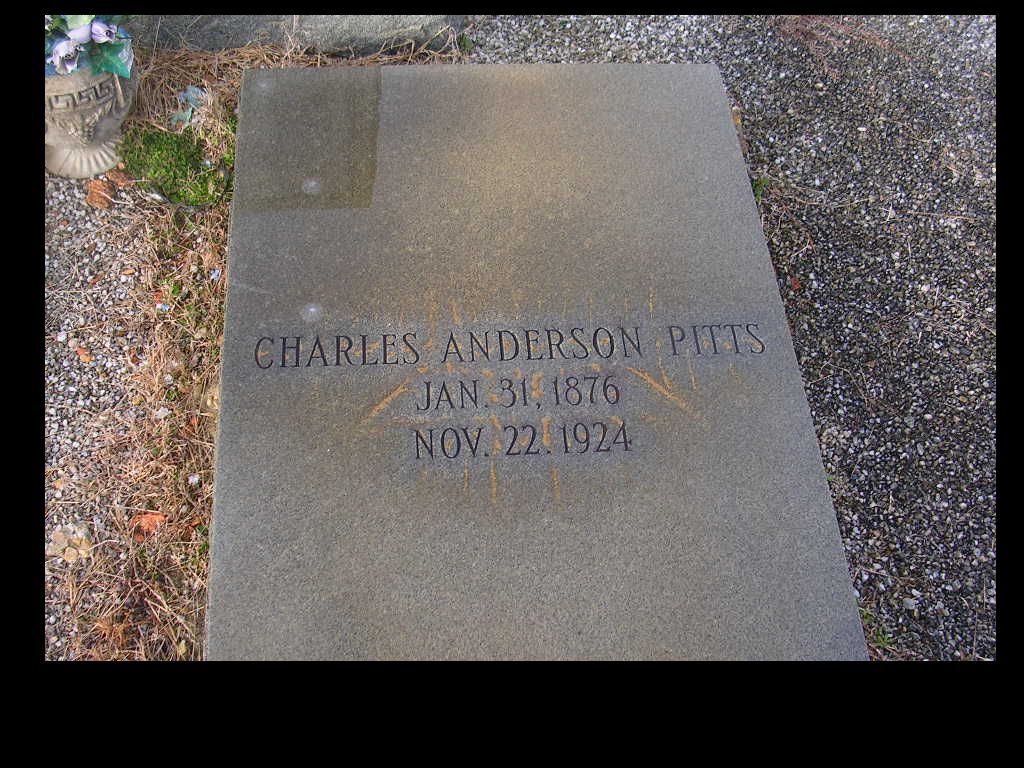 CHARLES ANDERSON PITTS
JAN. 31, 1876
NOV. 22. 1924